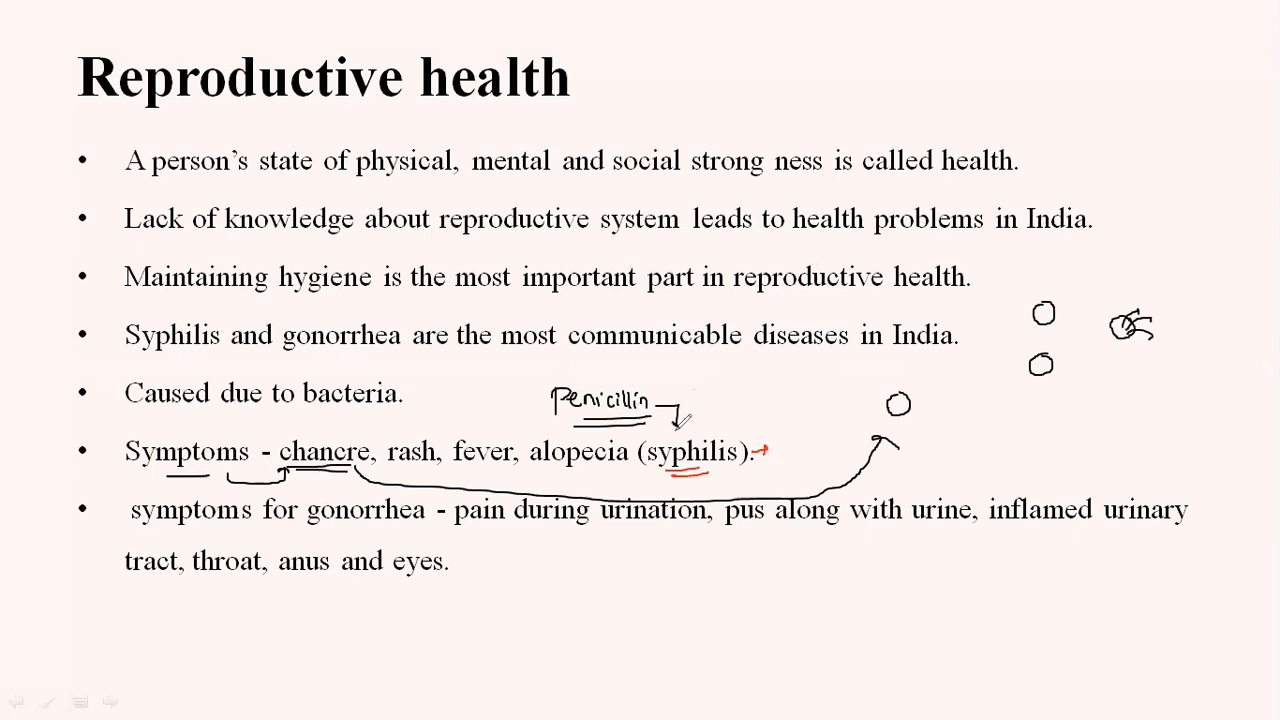 Reproductive health
• A person’s state of physical, mental and social strong ness is called health.
• Lack of knowledge about reproductive system leads to health problems in India.
• Maintaining hygiene is the most important part in reproductive health.
• Syphilis and gonorrhea are the most communicable diseases in India.
• Caused due to bacteria.
Penicillin
• Symptoms - chancre, rash, fever, alopecia (syphilis).
• symptoms for gonorrhea - pain during urination, pus along with urine, inflamed urinary
tract, throat, anus and eyes.